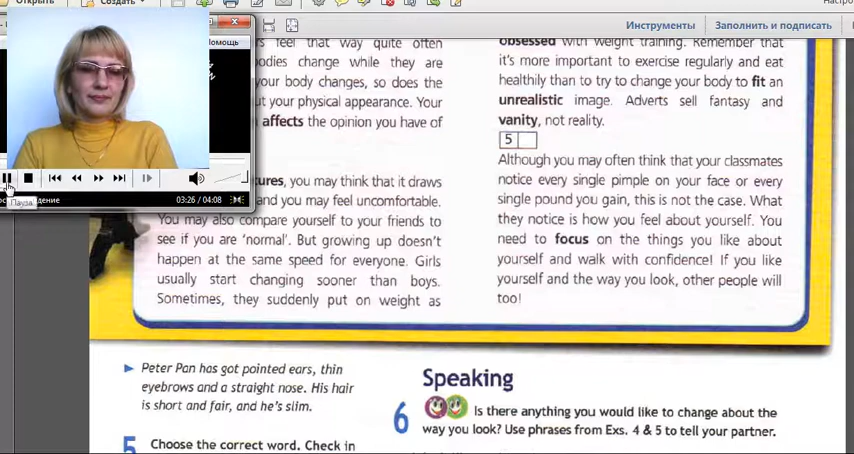 Открыть
Создать
Настро
Помощь
Инструменты
Заполнить и подписать
03:26 / 04:08
Пауза
feel that way quite often
bodies change while they are
your body changes, so does the
your physical appearance. Your
affects the opinion you have of
you may think that it draws
and you may feel uncomfortable.
You may also compare yourself to your friends to
see if you are 'normal'. But growing up doesn't
happen at the same speed for everyone. Girls
usually start changing sooner than boys.
Sometimes, they suddenly put on weight as
obsessed with weight training. Remember that
it's more important to exercise regularly and eat
healthily than to try to change your body to fit an
unrealistic image. Adverts sell fantasy and
vanity, not reality.
5
Although you may often think that your classmates
notice every single pimple on your face or every
single pound you gain, this is not the case. What
they notice is how you feel about yourself. You
need to focus on the things you like about
yourself and walk with confidence! If you like
yourself and the way you look, other people will
too!
Peter Pan has got pointed ears, thin
eyebrows and a straight nose. His hair
is short and fair, and he's slim.
5 Choose the correct word. Check in
Speaking
6 Is there anything you would like to change about the
way you look? Use phrases from Exs. 4 & 5 to tell your partner.